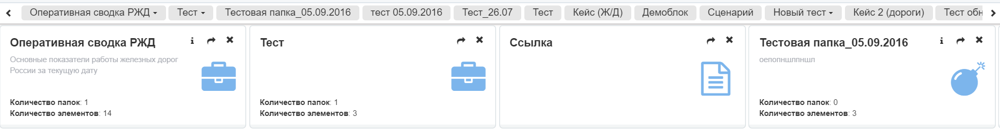 Оперативная сводка РЖД Тест Тестовая папка_05.09.2016 тест 05.09.2016 Тест_26.07 Тест Кейс (Ж/Д) Демоблок Сценарий Новый тест Кейс 2 (дороги) Тест обн
Оперативная сводка РЖД
Основные показатели работы железных дорог
России за текущую дату
Количество папок: 1
Количество элементов: 14
Тест
Количество папок: 1
Количество элементов: 3
Ссылка
Тестовая папка_05.09.2016
оепопншлпншл
Количество папок: 0
Количество элементов: 3